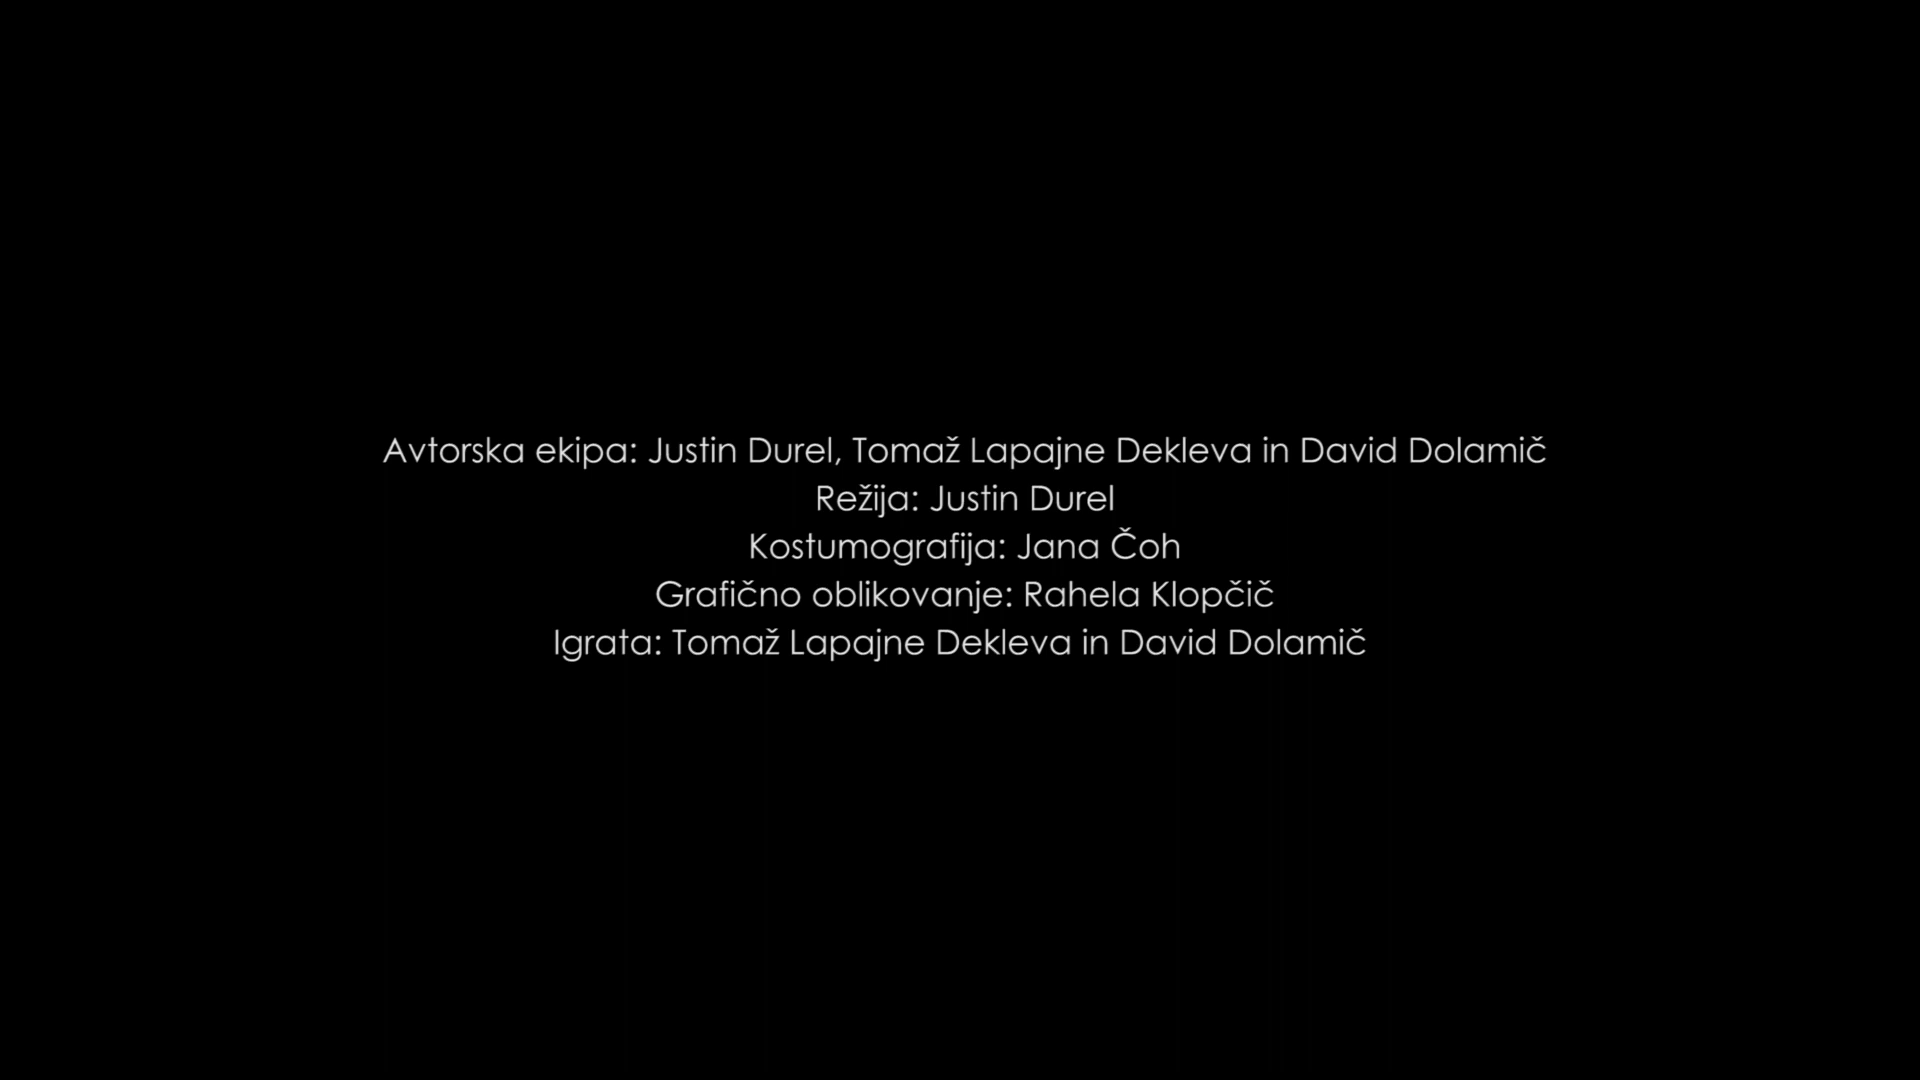 Avtorska ekipa: Justin Durel, Tomaž Lapajne Dekleva in David Dolamič
Režija: Justin Durel
Kostumografija: Jana Čoh
Grafično oblikovanje: Rahela Klopčič
Igrata: Tomaž Lapajne Dekleva in David Dolamič